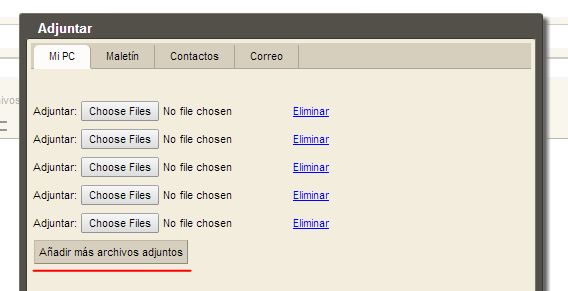 Adjuntar
Mi PC Maletín Contactos Correo
Adjuntar: Choose Files No file chosen Eliminar
Adjuntar: Choose Files No file chosen Eliminar
Adjuntar: Choose Files No file chosen Eliminar
Adjuntar: Choose Files No file chosen Eliminar
Adjuntar: Choose Files No file chosen Eliminar
Añadir más archivos adjuntos